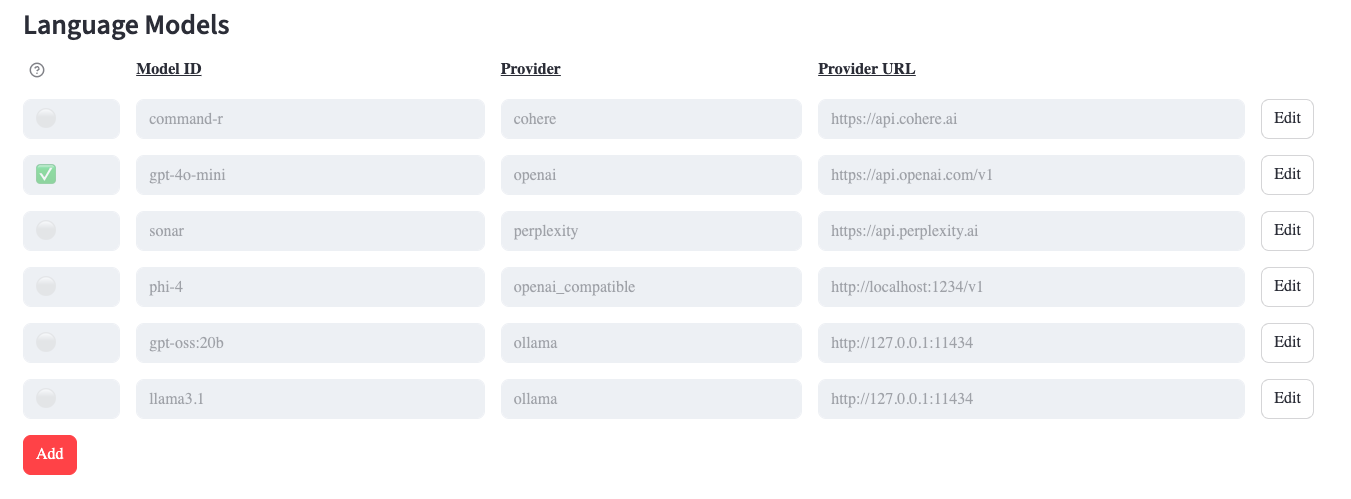 Language Models
? Model ID Provider Provider URL
command-r cohere https://api.cohere.ai Edit
gpt-4o-mini openai https://api.openai.com/v1 Edit
sonar perplexity https://api.perplexity.ai Edit
phi-4 openai_compatible http://localhost:1234/v1 Edit
gpt-oss:20b ollama http://127.0.0.1:11434 Edit
llama3.1 ollama http://127.0.0.1:11434 Edit
Add